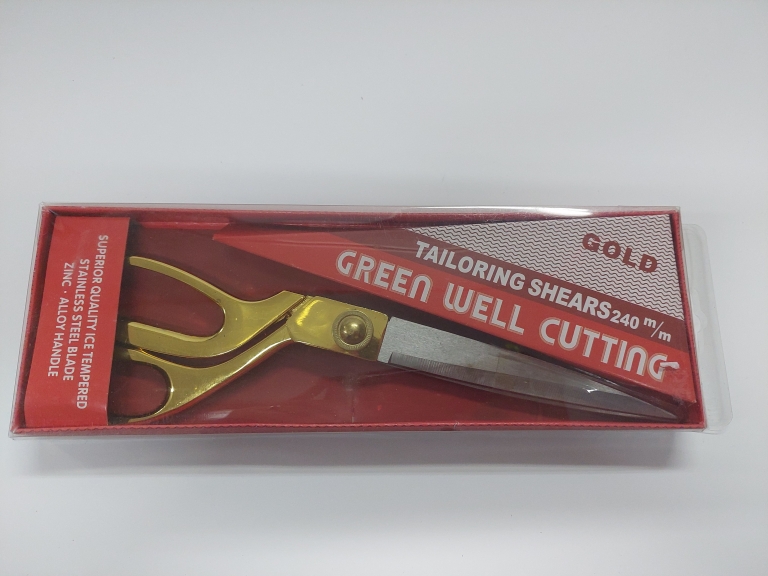 SUPERIOR QUALITY ICE TEMPERED
STAINLESS STEEL BLADE
ZINC · ALLOY HANDLE
GOLD
TAILORING SHEARS 240 m/m
GREEN WELL CUTTING